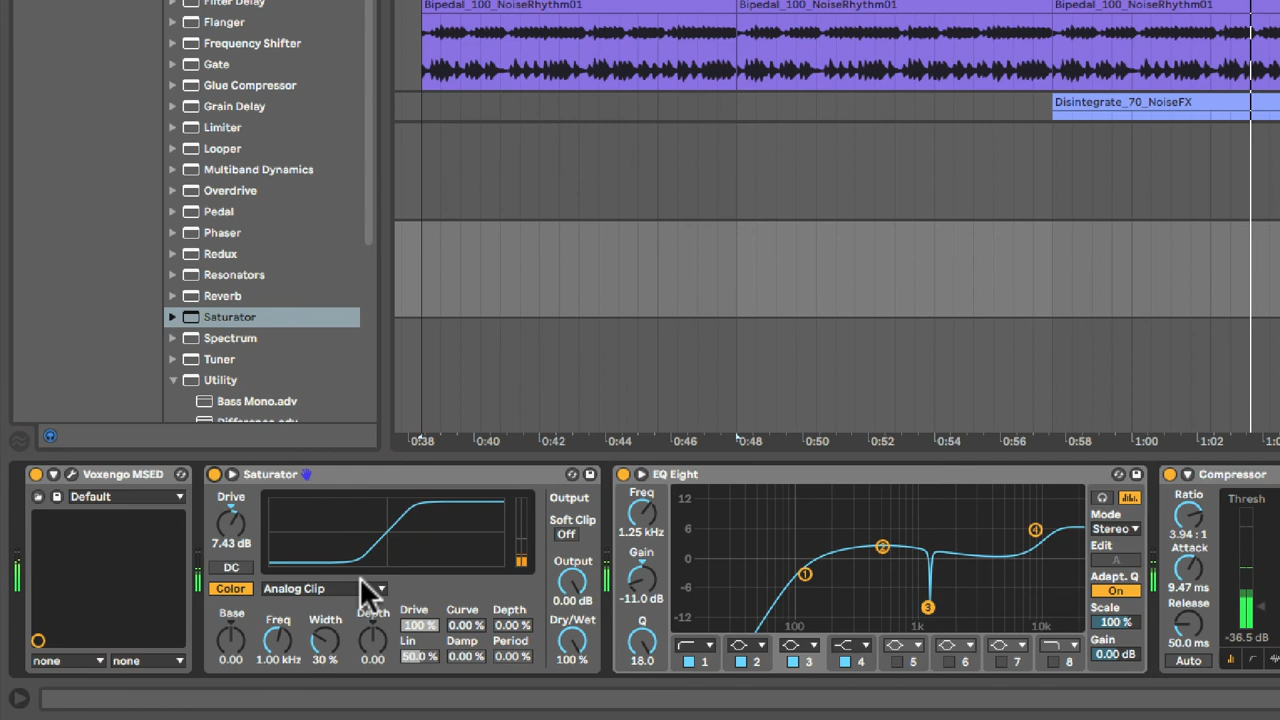 Filter Delay
Flanger
Frequency Shifter
Gate
Glue Compressor
Grain Delay
Limiter
Looper
Multiband Dynamics
Overdrive
Pedal
Phaser
Redux
Resonators
Reverb
Saturator
Spectrum
Tuner
Utility
Bass Mono.adv
Difference.adv
Bipedal_100_NoiseRhythm01
Bipedal_100_NoiseRhythm01
Bipedal_100_NoiseRhythm01
Disintegrate_70_NoiseFX
0:38 0:40 0:42 0:44 0:46 0:48 0:50 0:52 0:54 0:56 0:58 1:00 1:02
Voxengo MSED
Default
none none
Saturator
Drive
7.43 dB
DC
Color
Analog Clip
Base
0.00
Freq
1.00 kHz
Width
30 %
Depth
0.00
Drive Curve Depth
100 % 0.00 % 0.00 %
Lin Damp Period
50.0 % 0.00 % 0.00 %
Output
Soft Clip
Off
Output
0.00 dB
Dry/Wet
100 %
EQ Eight
Freq
1.25 kHz
Gain
-11.0 dB
Q
18.0
12
6
0
-6
-12
100 1k 10k
1 2 3 4
1 2 3 4 5 6 7 8
Mode
Stereo
Edit
A
Adapt. Q
On
Scale
100 %
Gain
0.00 dB
Compressor
Ratio
3.94 : 1
Attack
9.47 ms
Release
50.0 ms
Auto
Thresh
-36.5 dB